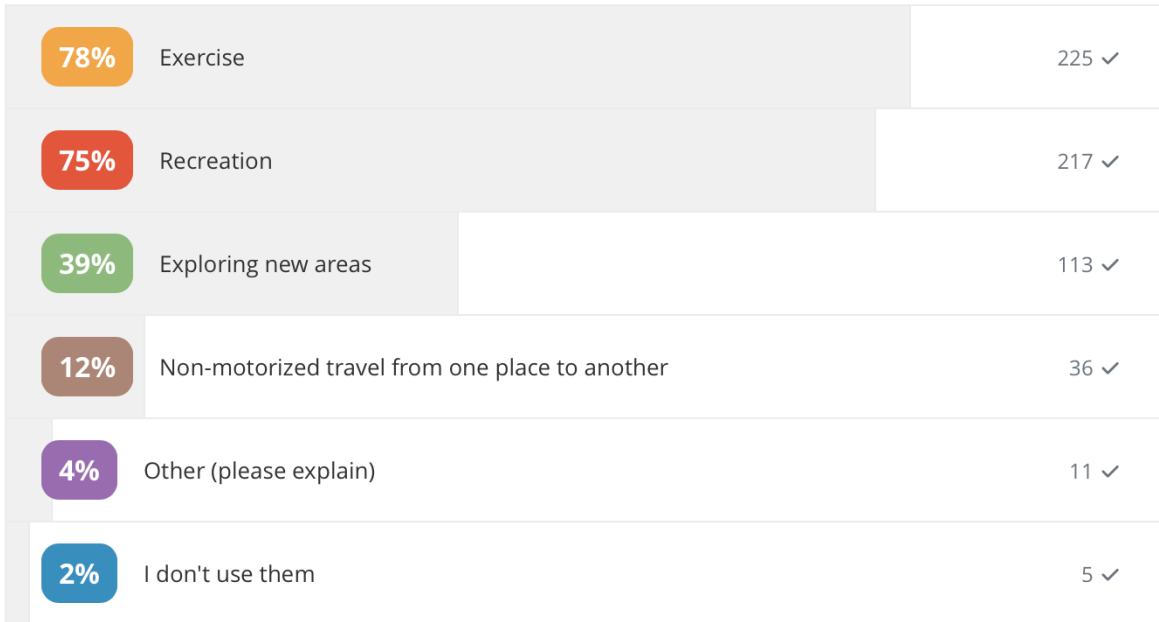 78% Exercise 225 ✓
75% Recreation 217 ✓
39% Exploring new areas 113 ✓
12% Non-motorized travel from one place to another 36 ✓
4% Other (please explain) 11 ✓
2% I don't use them 5 ✓